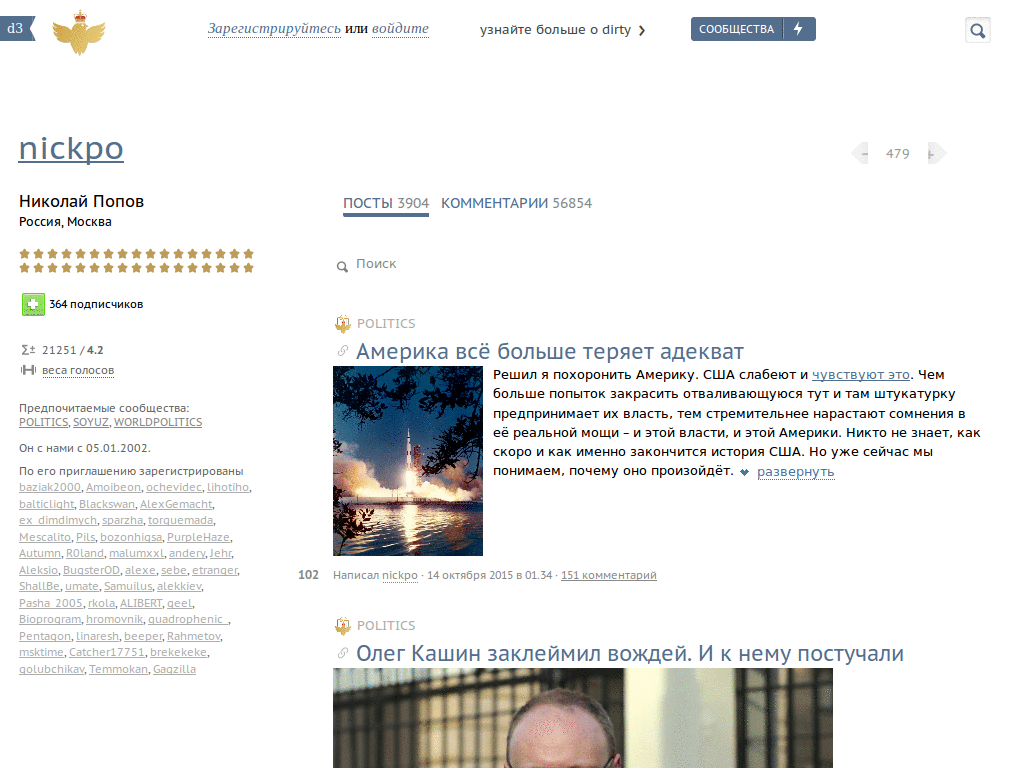 d3
Зарегистрируйтесь или войдите
узнайте больше о dirty
СООБЩЕСТВА
nickpo
479
Николай Попов
Россия, Москва
364 подписчиков
21251 / 4.2
веса голосов
Предпочитаемые сообщества:
POLITICS, SOYUZ, WORLDPOLITICS
Он с нами с 05.01.2002.
По его приглашению зарегистрированы
baziak2000, Amoibeon, ochevidec, lihotiho,
balticlight, Blackswan, AlexGemacht,
ex_dimdimych, sparzha, torquemada,
Mescalito, Pils, bozonhigsa, PurpleHaze,
Autumn, R0land, malumxxl, anderv, Jehr,
Aleksio, BugsterOD, alexe, sebe, etranger,
ShallBe, umate, Samuilus, alekkiev,
Pasha_2005, rkola, ALIBERT, geel,
Bioprogram, hromovnik, quadrophenic_,
Pentagon, linaresh, beeper, Rahmetov,
msktime, Catcher17751, brekekeke,
golubchikav, Temmokan, Gagzilla
ПОСТЫ 3904 КОММЕНТАРИИ 56854
Поиск
POLITICS
Америка всё больше теряет адекват
Решил я похоронить Америку. США слабеют и чувствуют это. Чем
больше попыток закрасить отваливающуюся тут и там штукатурку
предпринимает их власть, тем стремительнее нарастают сомнения в
её реальной мощи – и этой власти, и этой Америки. Никто не знает, как
скоро и как именно закончится история США. Но уже сейчас мы
понимаем, почему оно произойдёт. развернуть
102 Написал nickpo · 14 октября 2015 в 01.34 · 151 комментарий
POLITICS
Олег Кашин заклеймил вождей. И к нему постучали